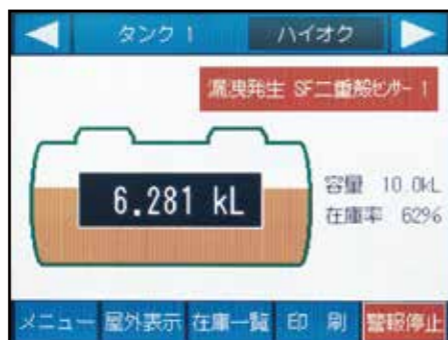 タンク 1 ハイオク
漏洩発生 SF二重殻センサー 1
6.281 kL
容量 10.0kL
在庫率 62%
メニュー 屋外表示 在庫一覧 印 刷 警報停止